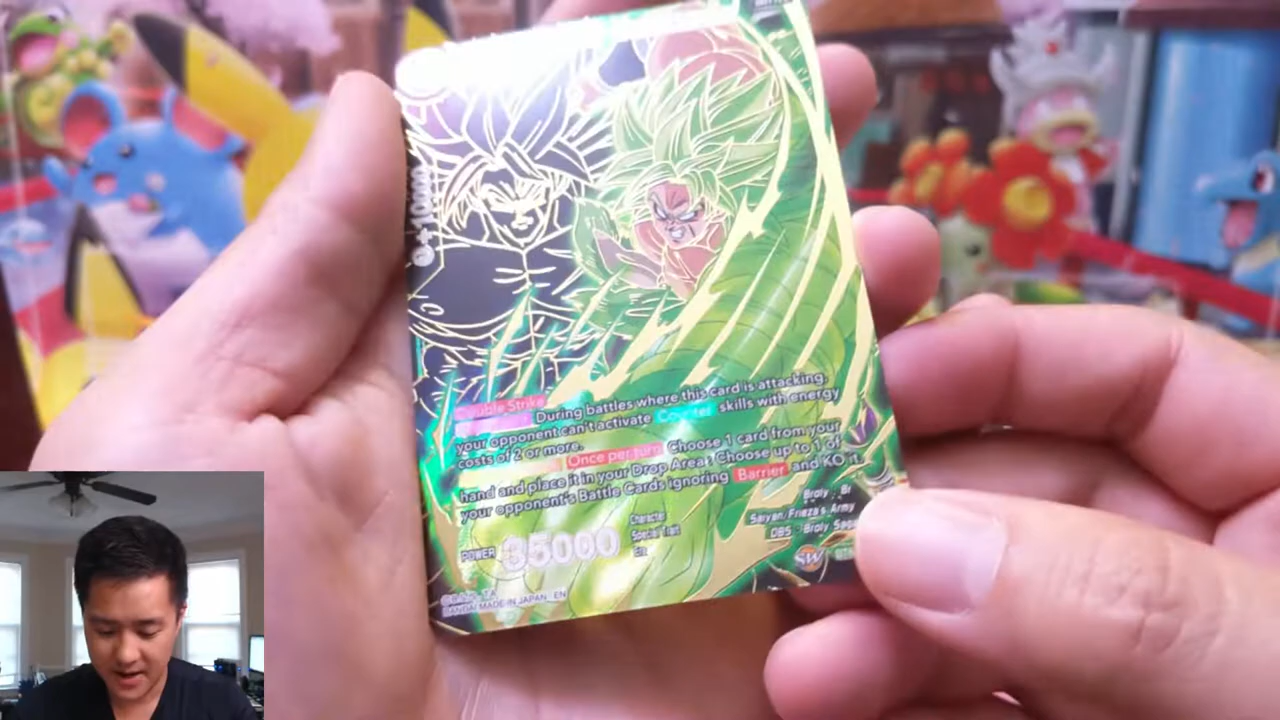 Double Strike
During battles where this card is attacking,
your opponent can't activate Counter skills with energy
costs of 2 or more.
Once per turn Choose 1 card from your
hand and place it in your Drop Area: Choose up to 1 of
your opponent's Battle Cards ignoring Barrier and KO it.
POWER 35000
Character
Special Trait
Era
Broly : Br
Saiyan/Frieza's Army
DBS - Broly Saga
BANDAI MADE IN JAPAN EN